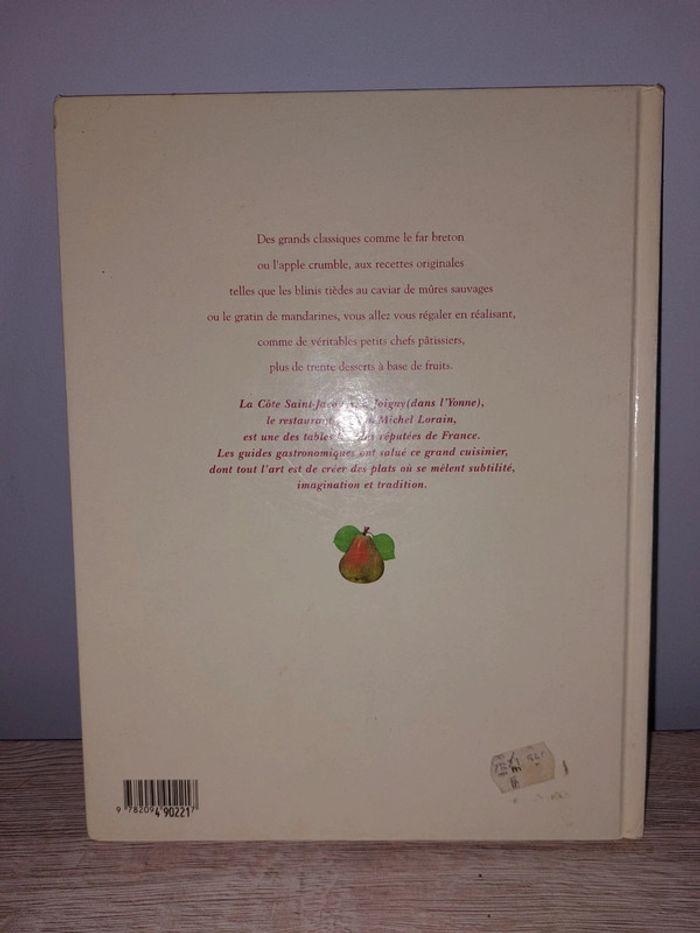 Des grands classiques comme le far breton
ou l'apple crumble, aux recettes originales
telles que les blinis tièdes au caviar de mûres sauvages
ou le gratin de mandarines, vous allez vous régaler en réalisant,
comme de véritables petits chefs pâtissiers,
plus de trente desserts à base de fruits.
La Côte Joigny(dans l'Yonne),
le restaurant Michel Lorain,
est une des tables réputées de France.
Les guides gastronomiques ont salué ce grand cuisinier,
dont tout l'art est de créer des plats où se mêlent subtilité,
imagination et tradition.
9 782094 902217